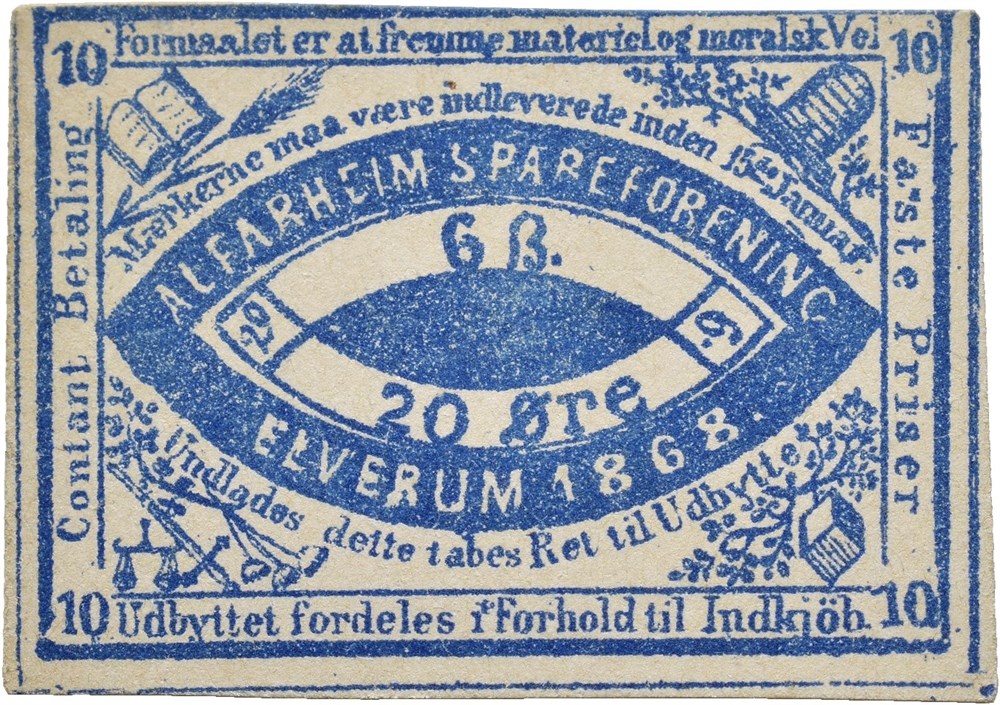 10 Formaalet er at fremme materiel og moralsk Vel 10
Contant Betaling
Mærkerne maa være indleverede inden 15de Januar.
Faste Priser
ALFARHEIM SPAREFORENING
6 ß.
20
20 Øre
ELVERUM 1868.
Undlades dette tabes Ret til Udbytte
10 Udbyttet fordeles i Forhold til Indkjöb. 10